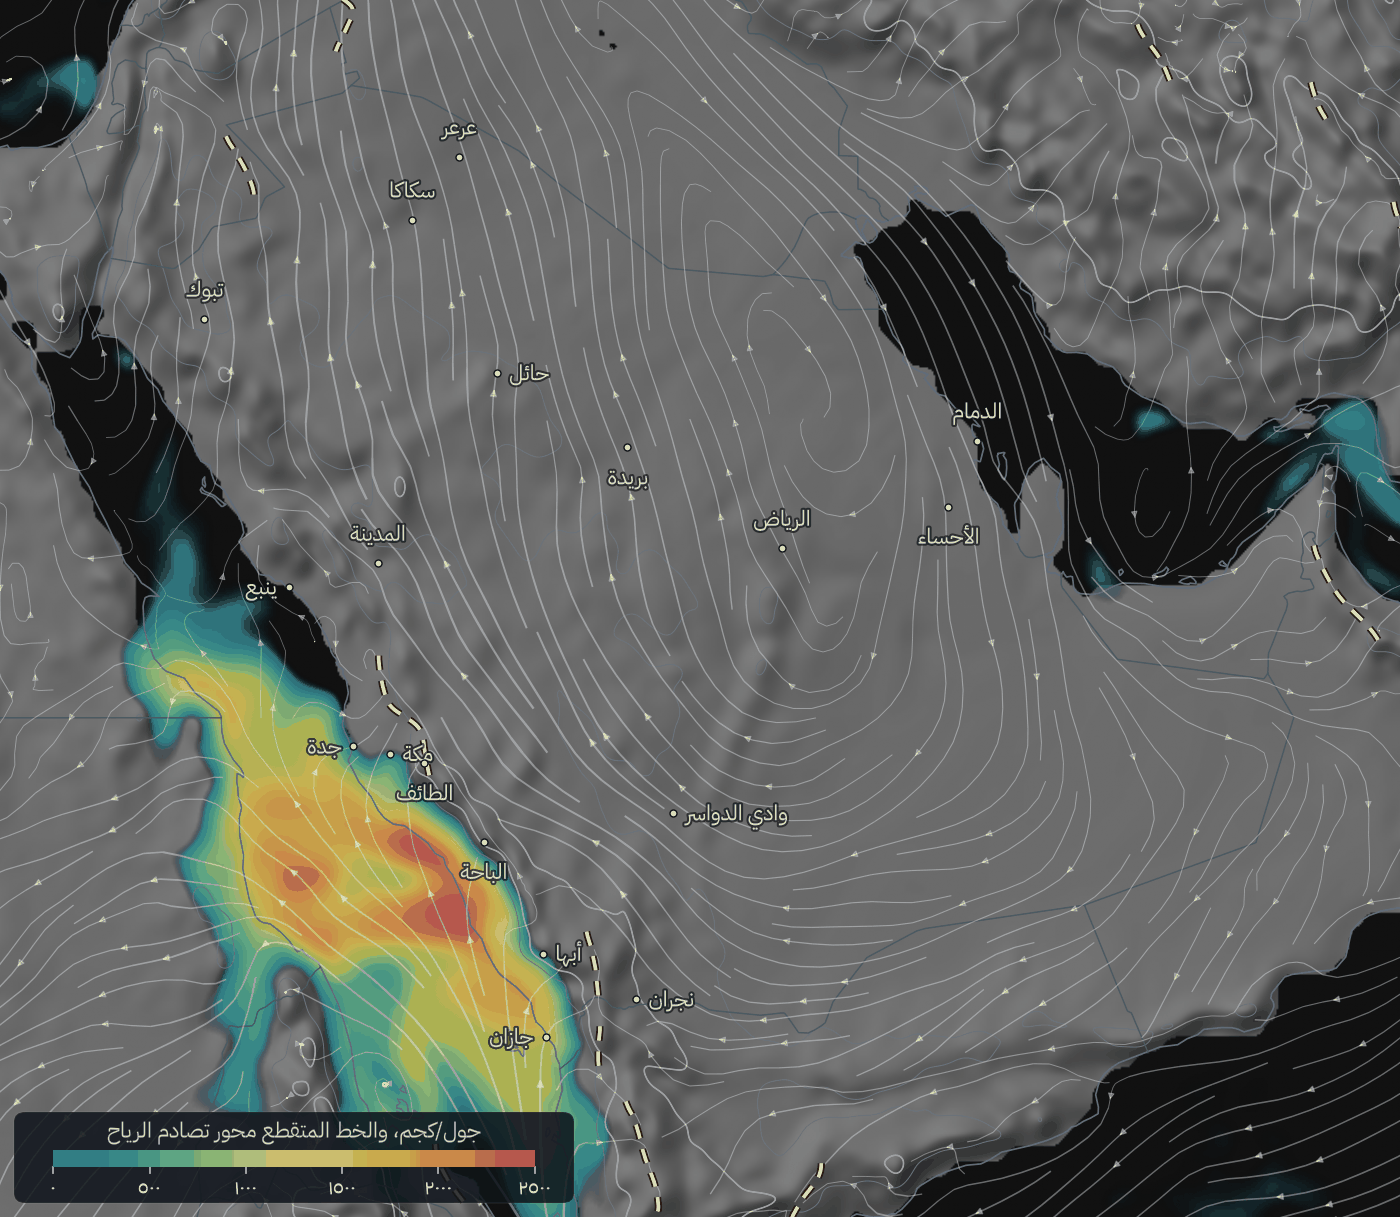 عرعر
سكاكا
تبوك
حائل
الدمام
بريدة
الرياض
الأحساء
المدينة
ينبع
جدة
مكة
الطائف
وادي الدواسر
الباحة
أبها
نجران
جازان
جول/كجم، والخط المتقطع محور تصادم الرياح
٠ ٥٠٠ ١٠٠٠ ١٥٠٠ ٢٠٠٠ ٢٥٠٠